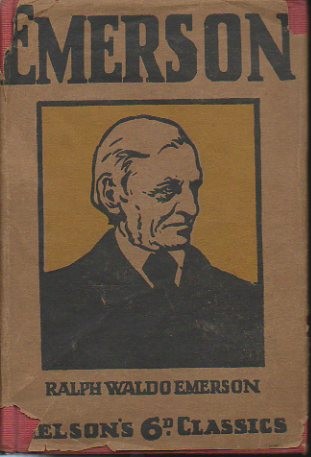 EMERSON
RALPH WALDO EMERSON
ELSON'S 6D. CLASSICS